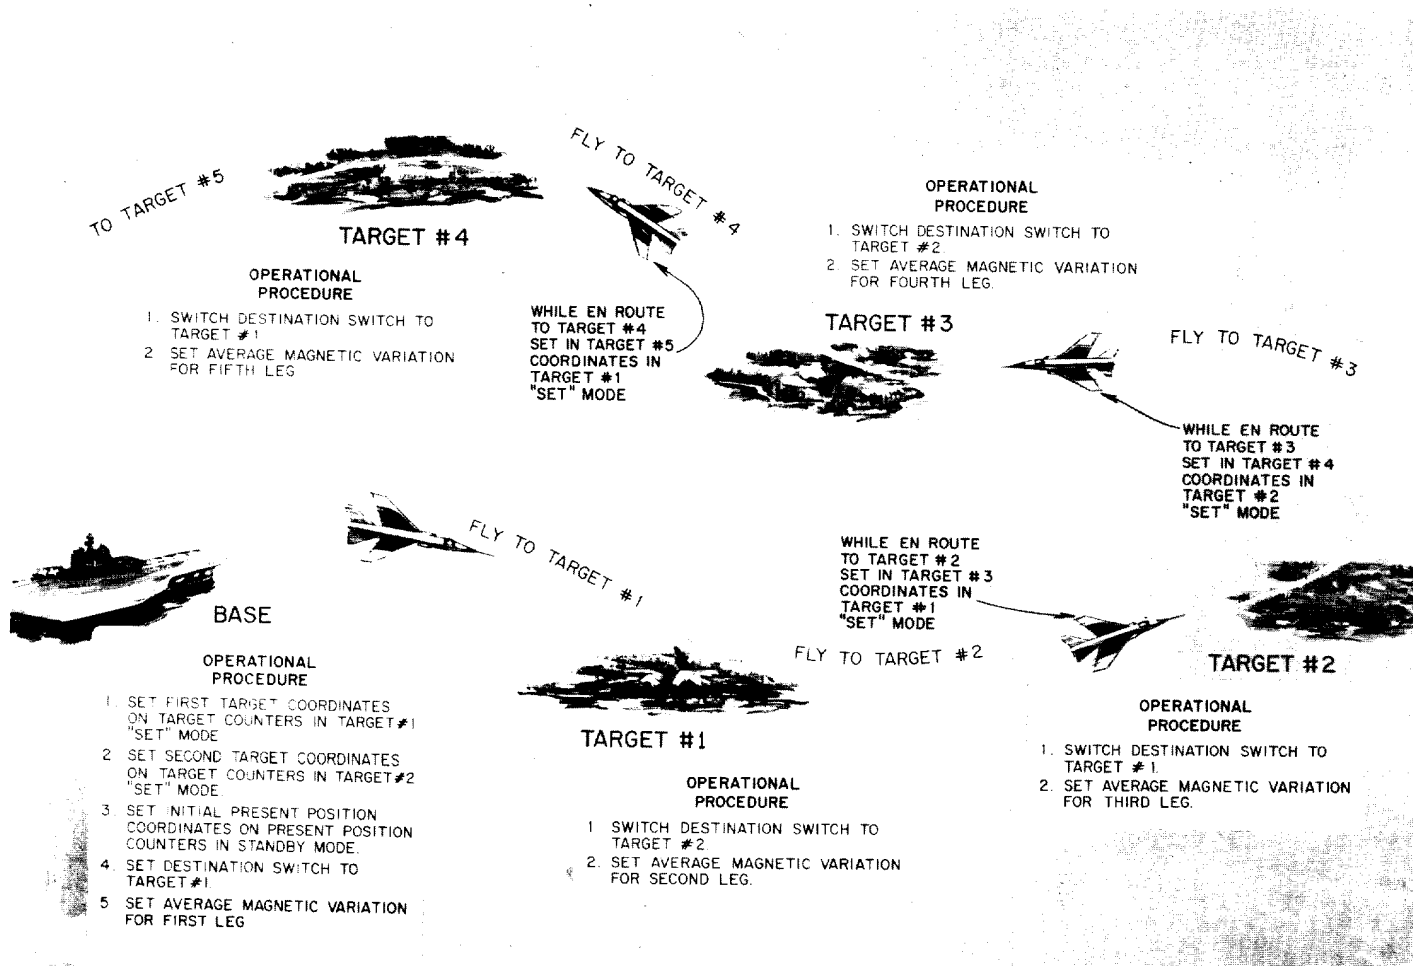 FLY TO TARGET #4
TO TARGET #5
TARGET #4
OPERATIONAL
PROCEDURE
1. SWITCH DESTINATION SWITCH TO
TARGET #1
2 SET AVERAGE MAGNETIC VARIATION
FOR FIFTH LEG
WHILE EN ROUTE
TO TARGET #4
SET IN TARGET #5
COORDINATES IN
TARGET #1
"SET" MODE
OPERATIONAL
PROCEDURE
1. SWITCH DESTINATION SWITCH TO
TARGET #2.
2. SET AVERAGE MAGNETIC VARIATION
FOR FOURTH LEG.
TARGET #3
FLY TO TARGET #3
WHILE EN ROUTE
TO TARGET #3
SET IN TARGET #4
COORDINATES IN
TARGET #2
"SET" MODE
FLY TO TARGET #1
BASE
OPERATIONAL
PROCEDURE
1. SET FIRST TARGET COORDINATES
ON TARGET COUNTERS IN TARGET #1
"SET" MODE
2 SET SECOND TARGET COORDINATES
ON TARGET COUNTERS IN TARGET #2
"SET" MODE.
3. SET INITIAL PRESENT POSITION
COORDINATES ON PRESENT POSITION
COUNTERS IN STANDBY MODE.
4. SET DESTINATION SWITCH TO
TARGET #1.
5 SET AVERAGE MAGNETIC VARIATION
FOR FIRST LEG
TARGET #1
OPERATIONAL
PROCEDURE
1 SWITCH DESTINATION SWITCH TO
TARGET #2.
2. SET AVERAGE MAGNETIC VARIATION
FOR SECOND LEG.
FLY TO TARGET #2
WHILE EN ROUTE
TO TARGET #2
SET IN TARGET #3
COORDINATES IN
TARGET #1
"SET" MODE
TARGET #2
OPERATIONAL
PROCEDURE
1. SWITCH DESTINATION SWITCH TO
TARGET #1.
2. SET AVERAGE MAGNETIC VARIATION
FOR THIRD LEG.